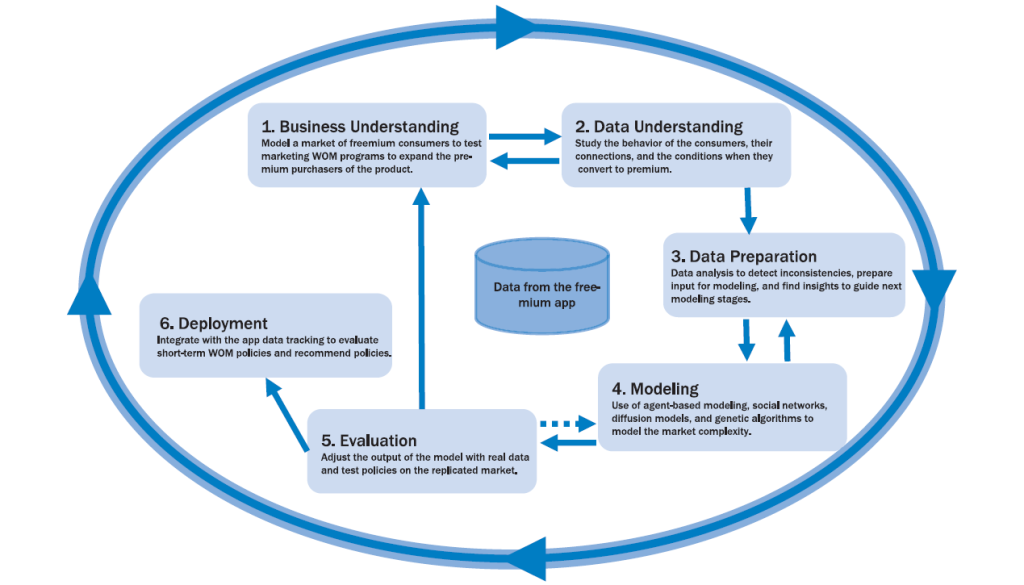 1. Business Understanding
Model a market of freemium consumers to test
marketing WOM programs to expand the pre-
mium purchasers of the product.
2. Data Understanding
Study the behavior of the consumers, their
connections, and the conditions when they
convert to premium.
3. Data Preparation
Data analysis to detect inconsistencies, prepare
input for modeling, and find insights to guide next
modeling stages.
Data from the free-
mium app
6. Deployment
Integrate with the app data tracking to evaluate
short-term WOM policies and recommend policies.
4. Modeling
Use of agent-based modeling, social networks,
diffusion models, and genetic algorithms to
model the market complexity.
5. Evaluation
Adjust the output of the model with real data
and test policies on the replicated market.